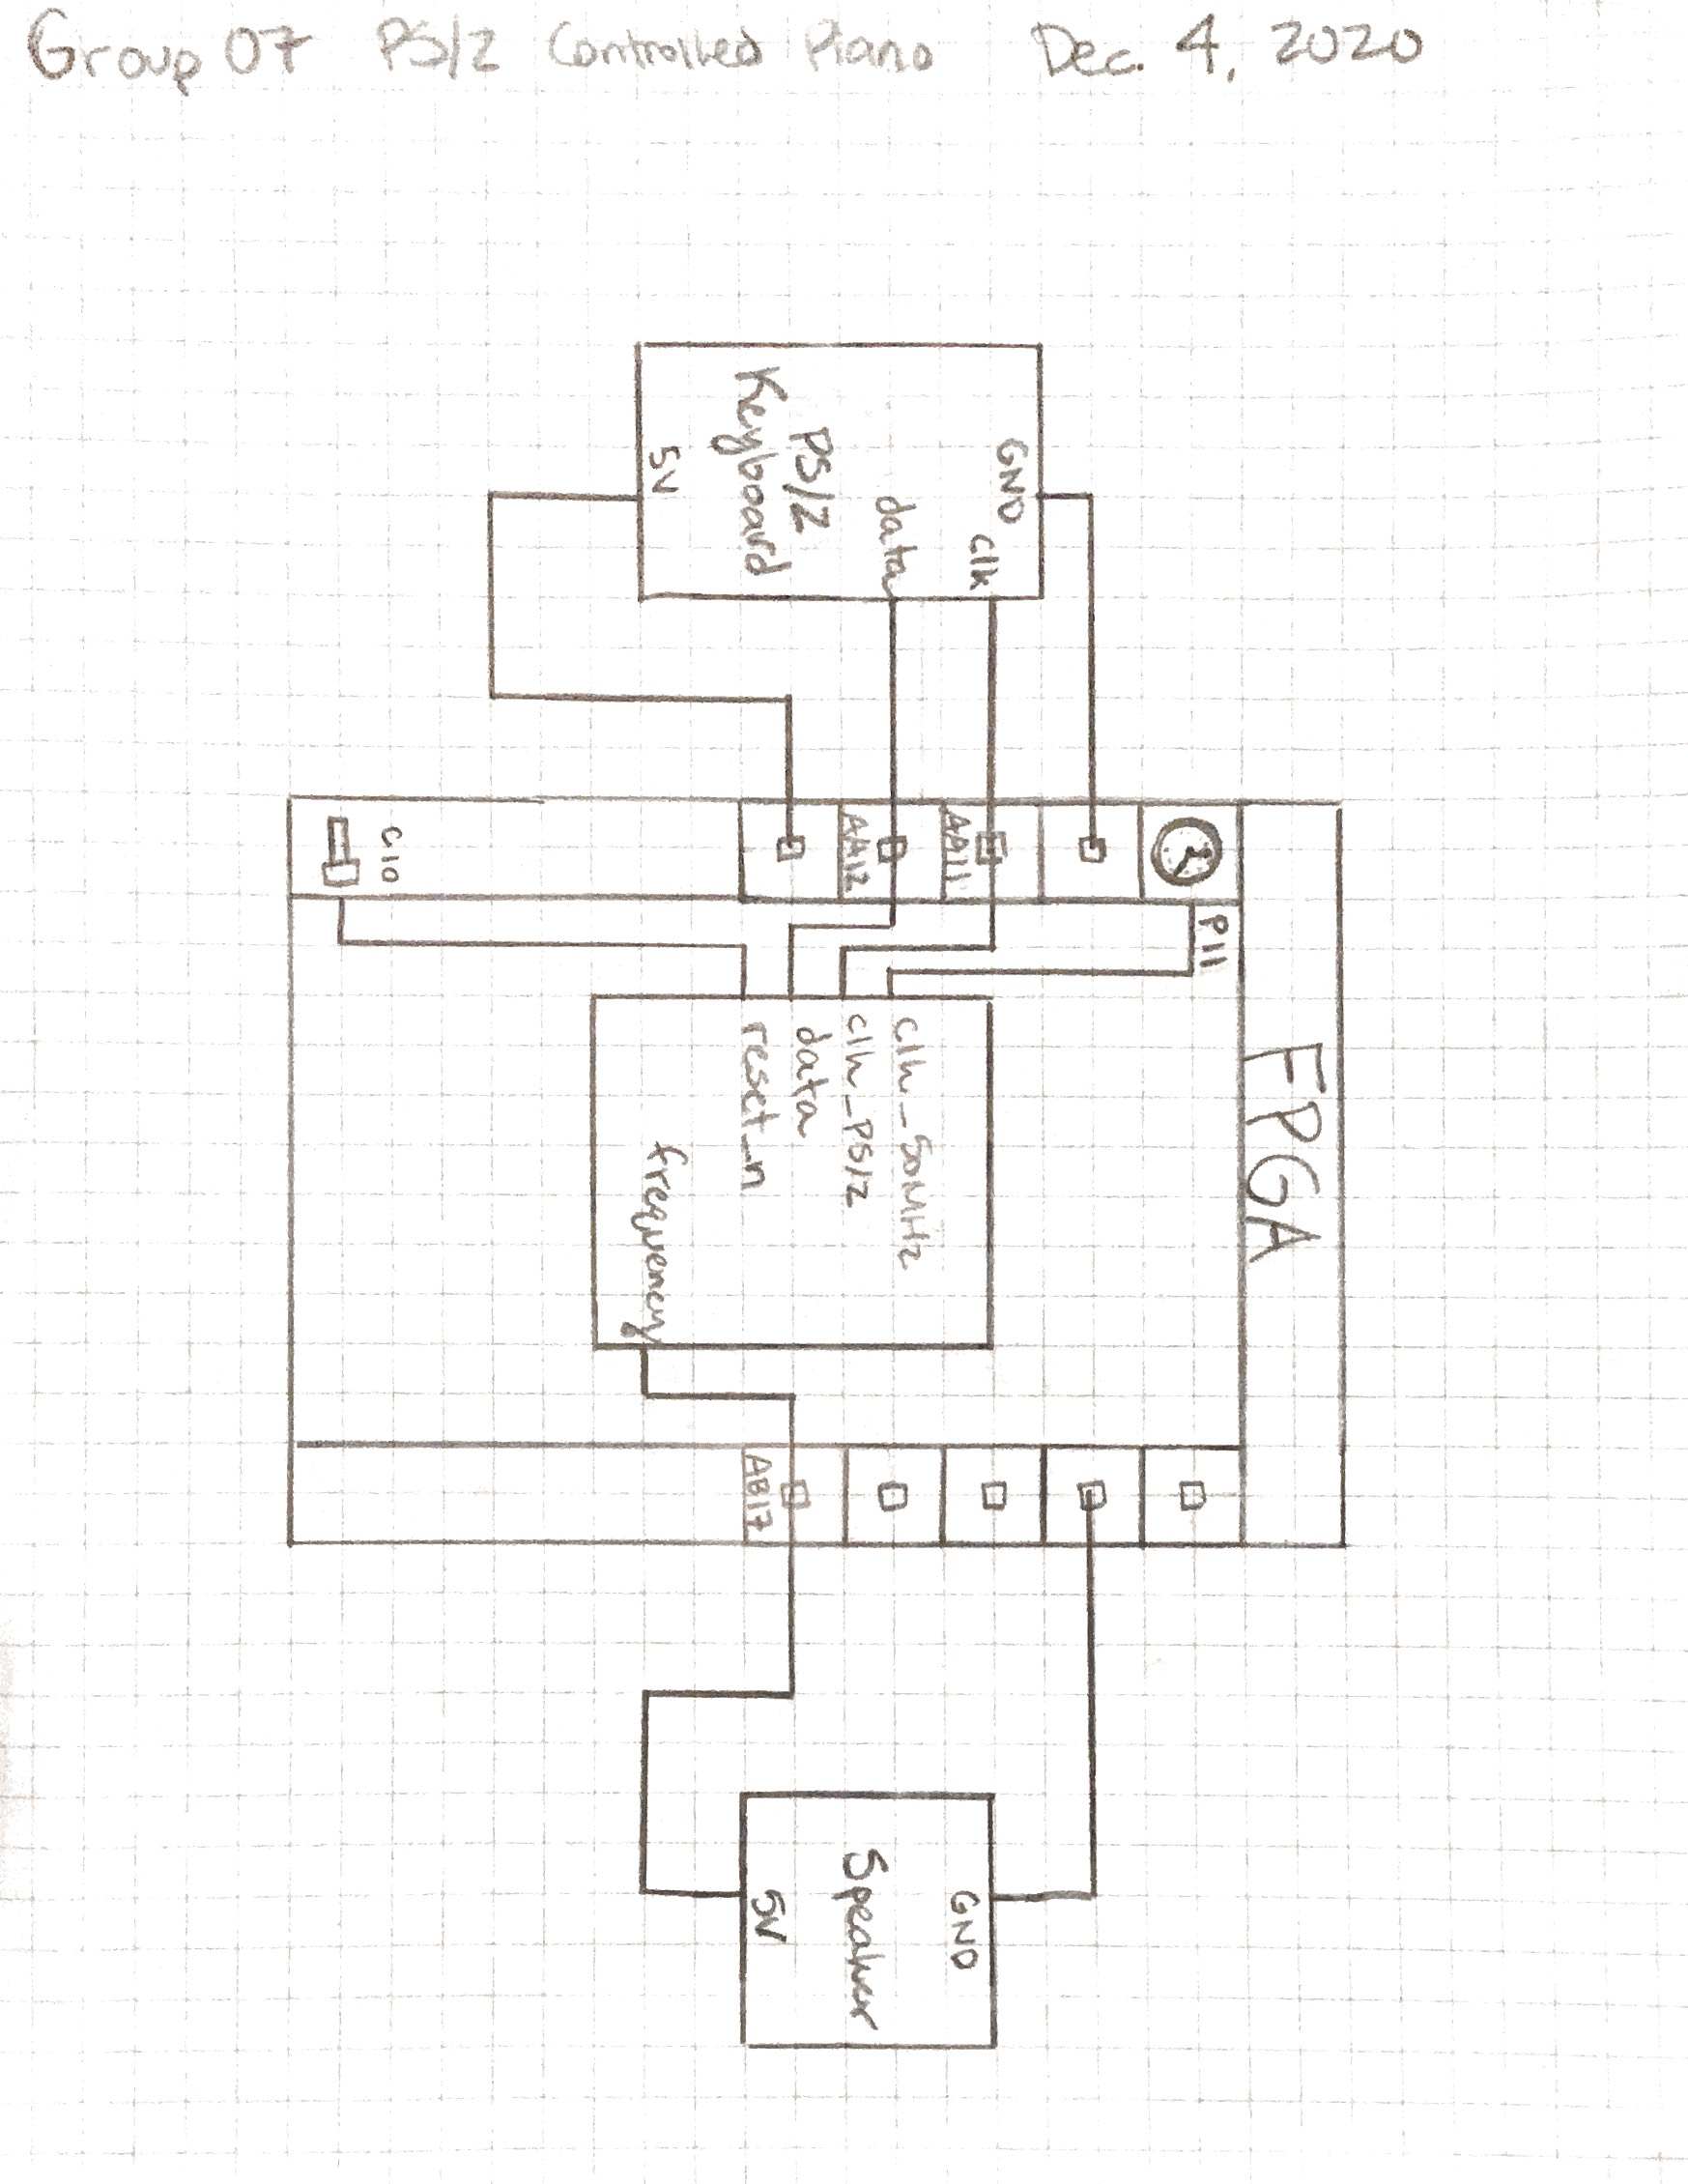 Group 07 PS/2 Controlled Piano Dec. 4, 2020
FPGA
P11
GND
clk
AA11
data
AA12
PS/2
Keyboard
5V
clk_50MHz
clk_PS/2
data
reset_n
frequency
C10
AB17
GND
Speaker
5V